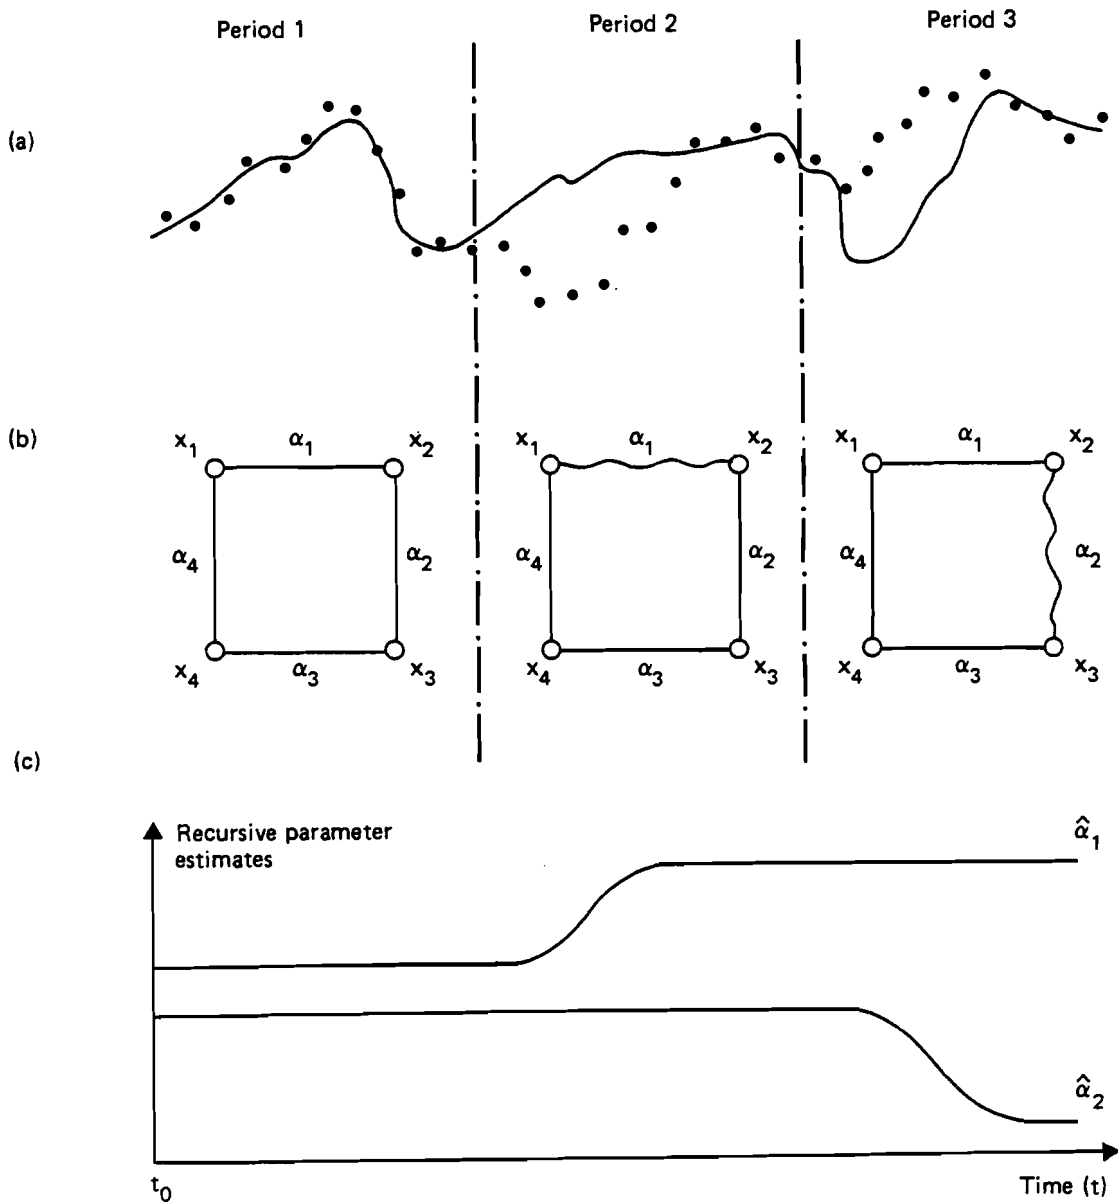 Period 1 Period 2 Period 3
(a)
(b)
x₁ α₁ x₂ x₁ α₁ x₂ x₁ α₁ x₂
α₄ α₂ α₄ α₂ α₄ α₂
x₄ α₃ x₃ x₄ α₃ x₃ x₄ α₃ x₃
(c)
Recursive parameter
estimates
α̂₁
α̂₂
t₀ Time (t)